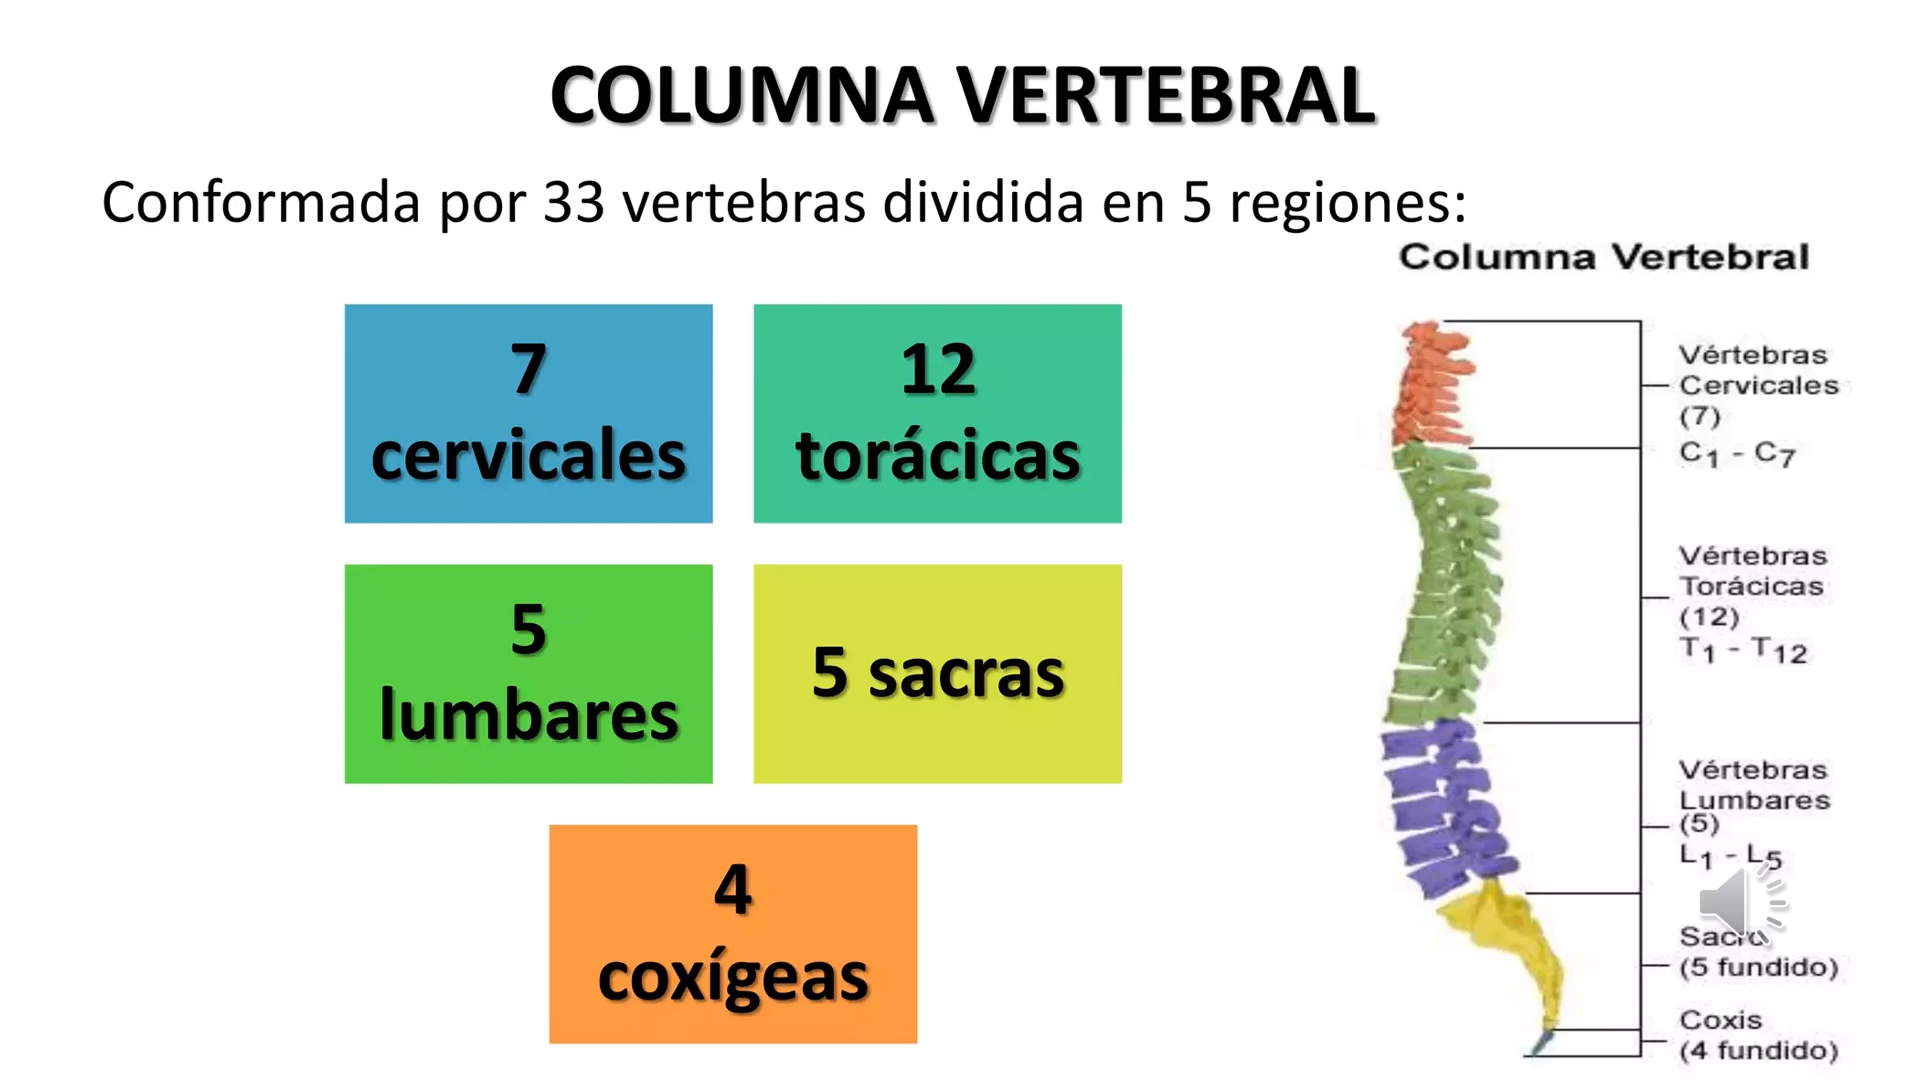 COLUMNA VERTEBRAL
Conformada por 33 vertebras dividida en 5 regiones:
7
cervicales
12
torácicas
5
lumbares
5 sacras
4
coxígeas
Columna Vertebral
Vértebras
Cervicales
(7)
C1 - C7
Vértebras
Torácicas
(12)
T1 - T12
Vértebras
Lumbares
(5)
L1 - L5
Sacro
(5 fundido)
Coxis
(4 fundido)